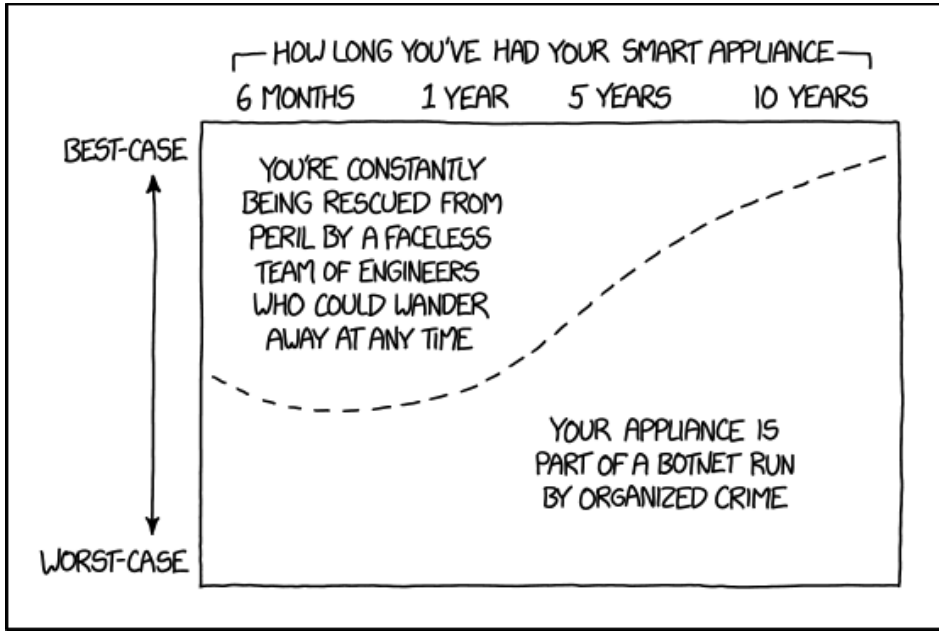 HOW LONG YOU'VE HAD YOUR SMART APPLIANCE
6 MONTHS 1 YEAR 5 YEARS 10 YEARS
BEST-CASE
YOU'RE CONSTANTLY
BEING RESCUED FROM
PERIL BY A FACELESS
TEAM OF ENGINEERS
WHO COULD WANDER
AWAY AT ANY TIME
YOUR APPLIANCE IS
PART OF A BOTNET RUN
BY ORGANIZED CRIME
WORST-CASE